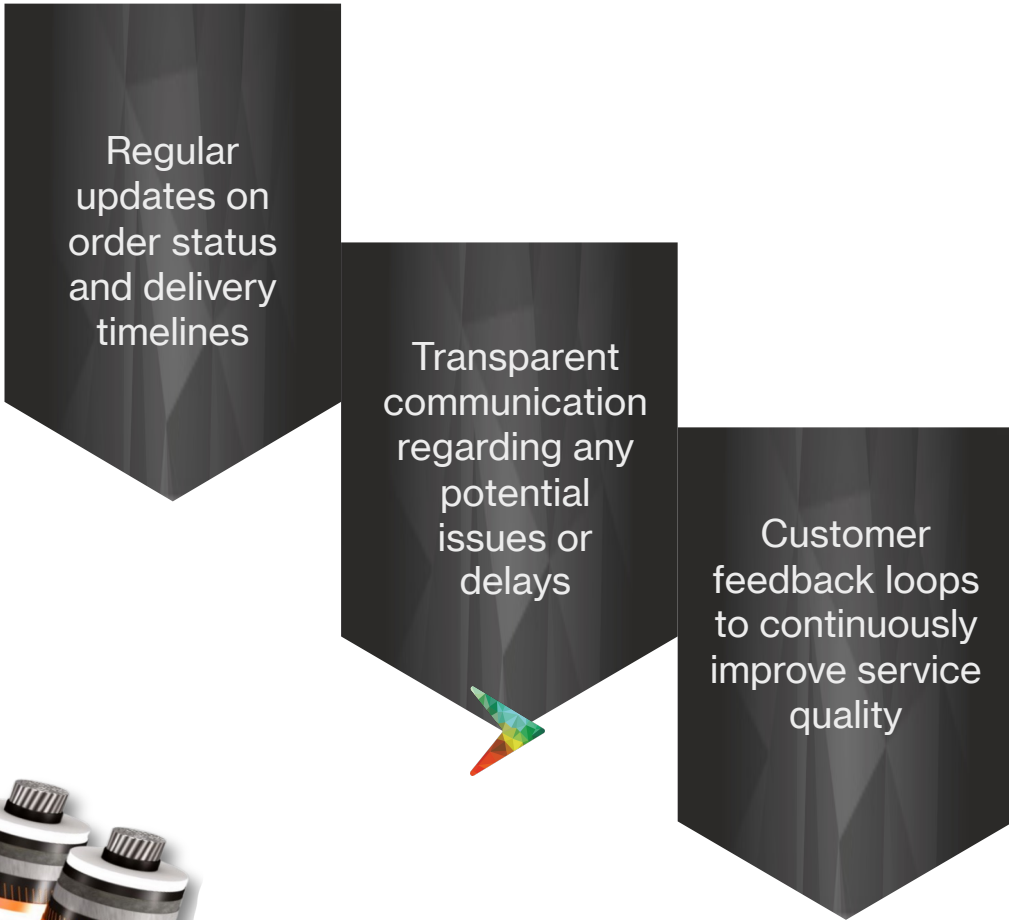 Regular
updates on
order status
and delivery
timelines
Transparent
communication
regarding any
potential
issues or
delays
Customer
feedback loops
to continuously
improve service
quality